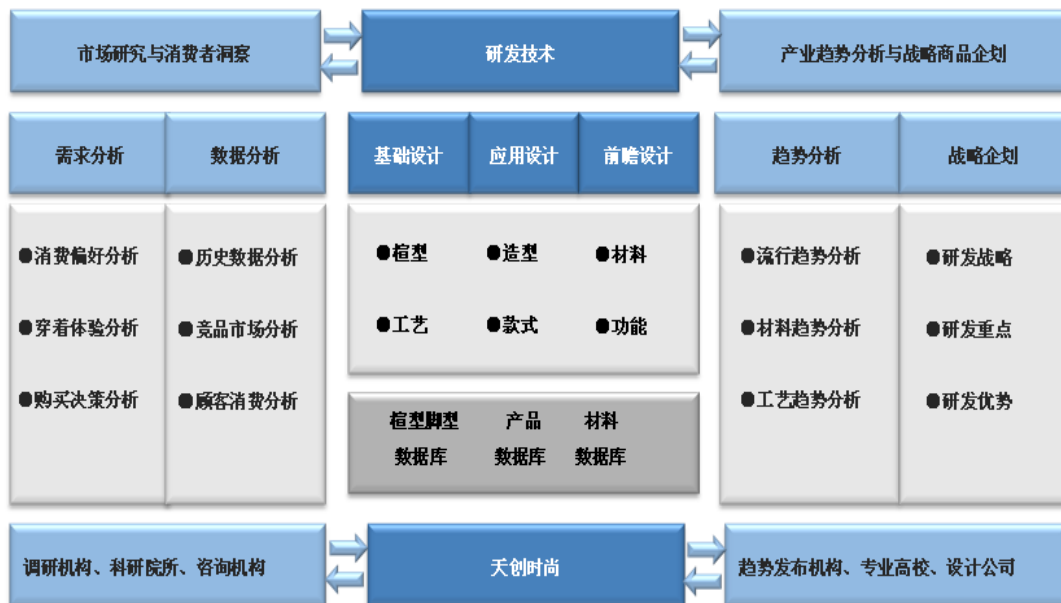 市场研究与消费者洞察
研发技术
产业趋势分析与战略商品企划
需求分析
数据分析
基础设计
应用设计
前瞻设计
趋势分析
战略企划
●消费偏好分析
●穿着体验分析
●购买决策分析
●历史数据分析
●竞品市场分析
●顾客消费分析
●楦型
●造型
●材料
●工艺
●款式
●功能
楦型脚型 产品 材料
数据库 数据库 数据库
●流行趋势分析
●材料趋势分析
●工艺趋势分析
●研发战略
●研发重点
●研发优势
调研机构、科研院所、咨询机构
天创时尚
趋势发布机构、专业高校、设计公司